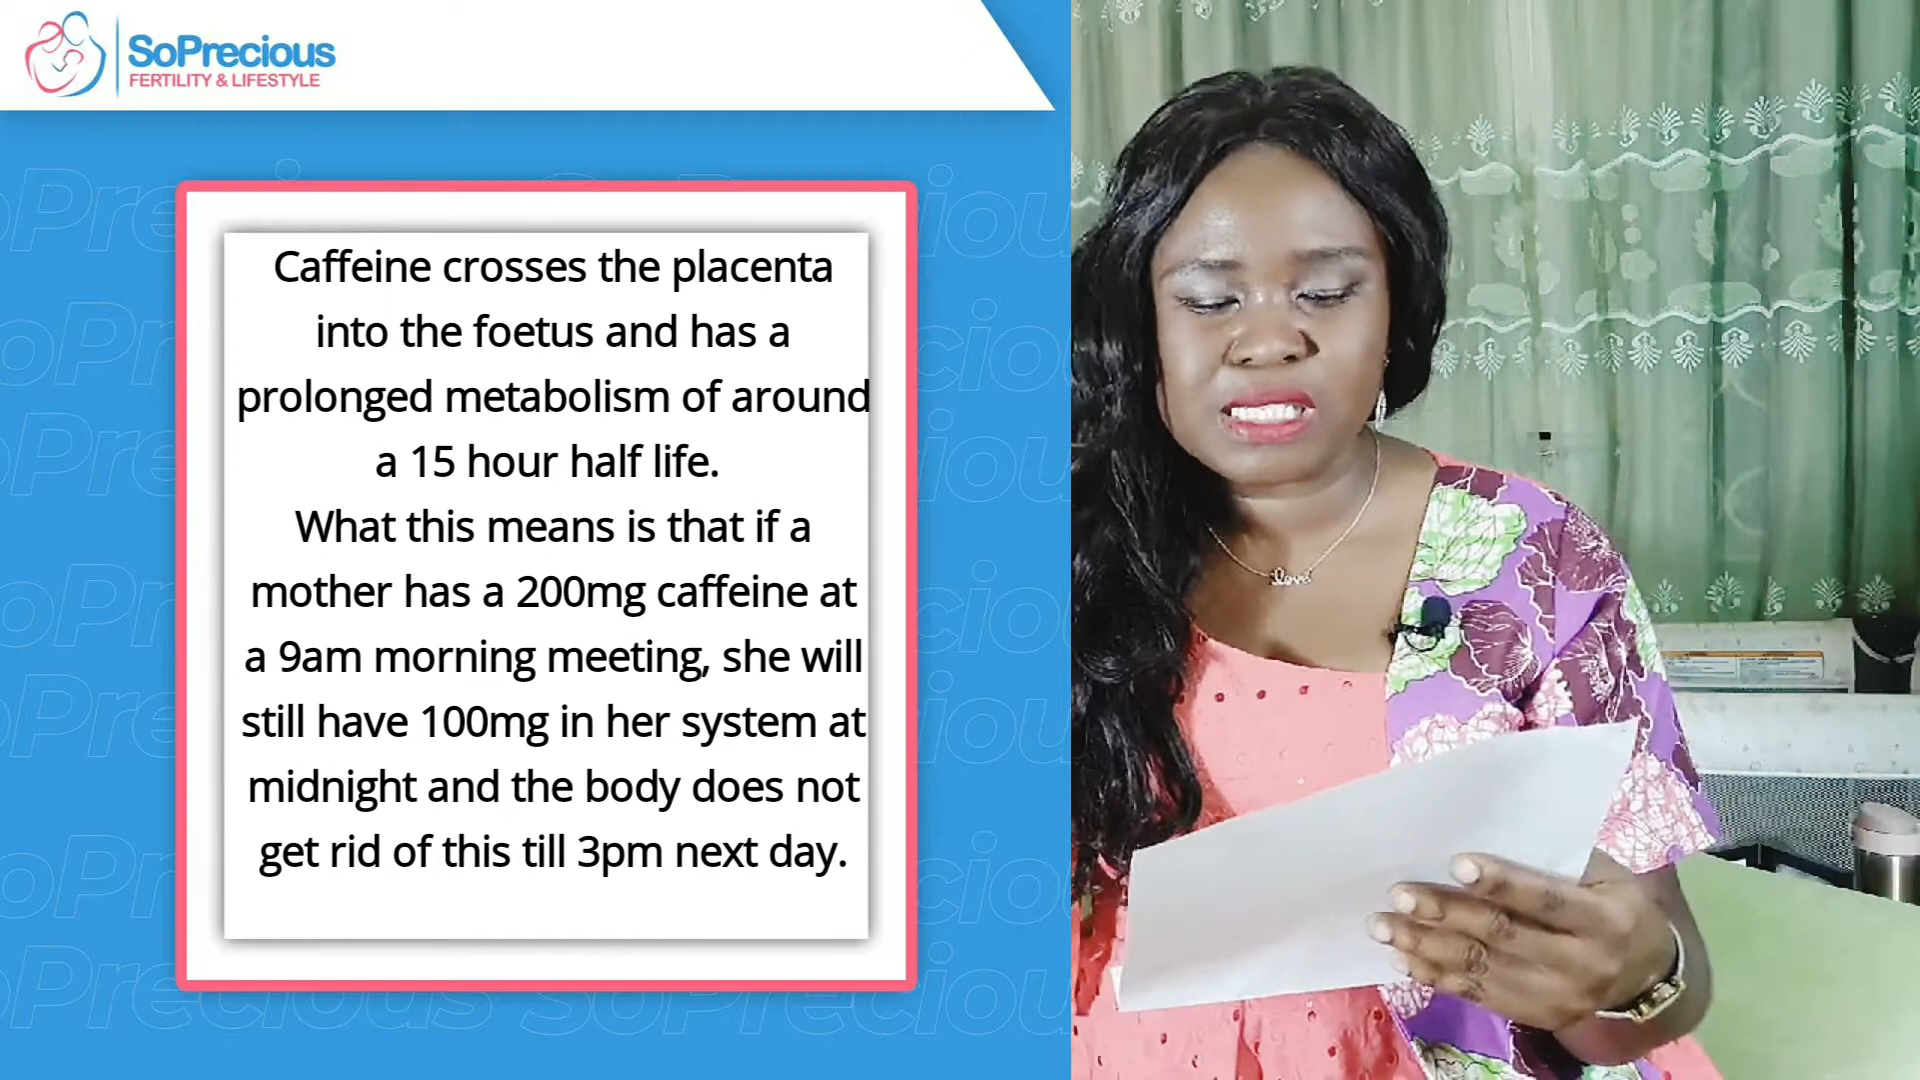 SoPrecious
FERTILITY & LIFESTYLE
Caffeine crosses the placenta
into the foetus and has a
prolonged metabolism of around
a 15 hour half life.
What this means is that if a
mother has a 200mg caffeine at
a 9am morning meeting, she will
still have 100mg in her system at
midnight and the body does not
get rid of this till 3pm next day.
love